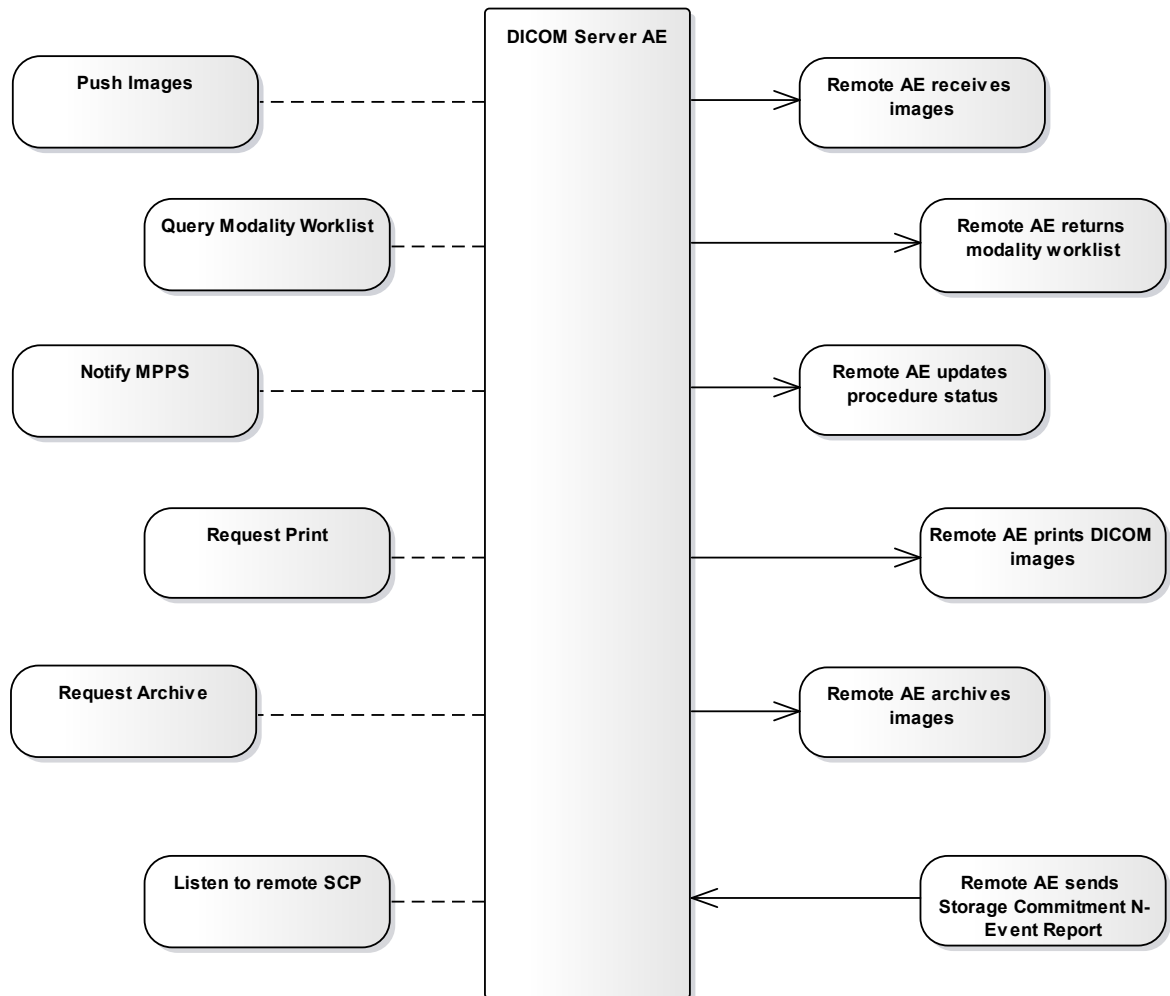 DICOM Server AE
Push Images
Remote AE receives
images
Query Modality Worklist
Remote AE returns
modality worklist
Notify MPPS
Remote AE updates
procedure status
Request Print
Remote AE prints DICOM
images
Request Archive
Remote AE archives
images
Listen to remote SCP
Remote AE sends
Storage Commitment N-
Event Report